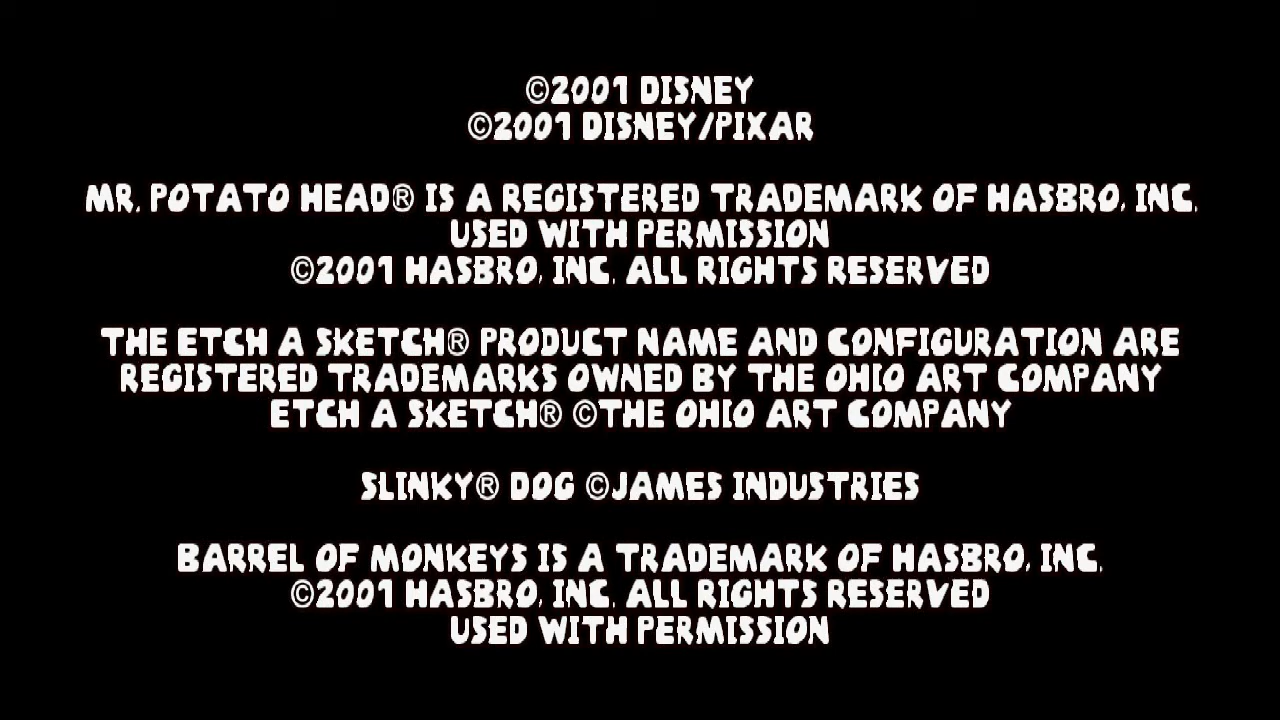 ©2001 DISNEY
©2001 DISNEY/PIXAR
MR. POTATO HEAD® IS A REGISTERED TRADEMARK OF HASBRO, INC.
USED WITH PERMISSION
©2001 HASBRO, INC. ALL RIGHTS RESERVED
THE ETCH A SKETCH® PRODUCT NAME AND CONFIGURATION ARE
REGISTERED TRADEMARKS OWNED BY THE OHIO ART COMPANY
ETCH A SKETCH® ©THE OHIO ART COMPANY
SLINKY® DOG ©JAMES INDUSTRIES
BARREL OF MONKEYS IS A TRADEMARK OF HASBRO, INC.
©2001 HASBRO, INC. ALL RIGHTS RESERVED
USED WITH PERMISSION